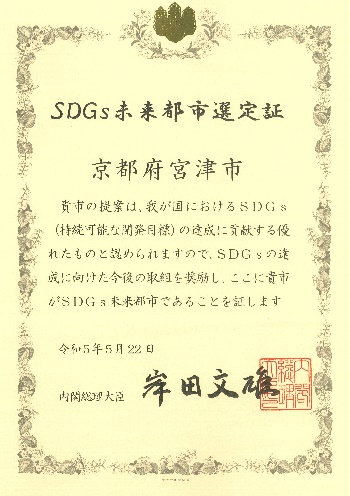 SDGs未来都市選定証
京都府宮津市
貴市の提案は、我が国におけるSDGs
(持続可能な開発目標)の達成に貢献する優
れたものと認められますので、SDGsの達
成に向けた今後の取組を奨励し、ここに貴市
がSDGs未来都市であることを証します
令和5年5月22日
内閣総理大臣 岸田文雄